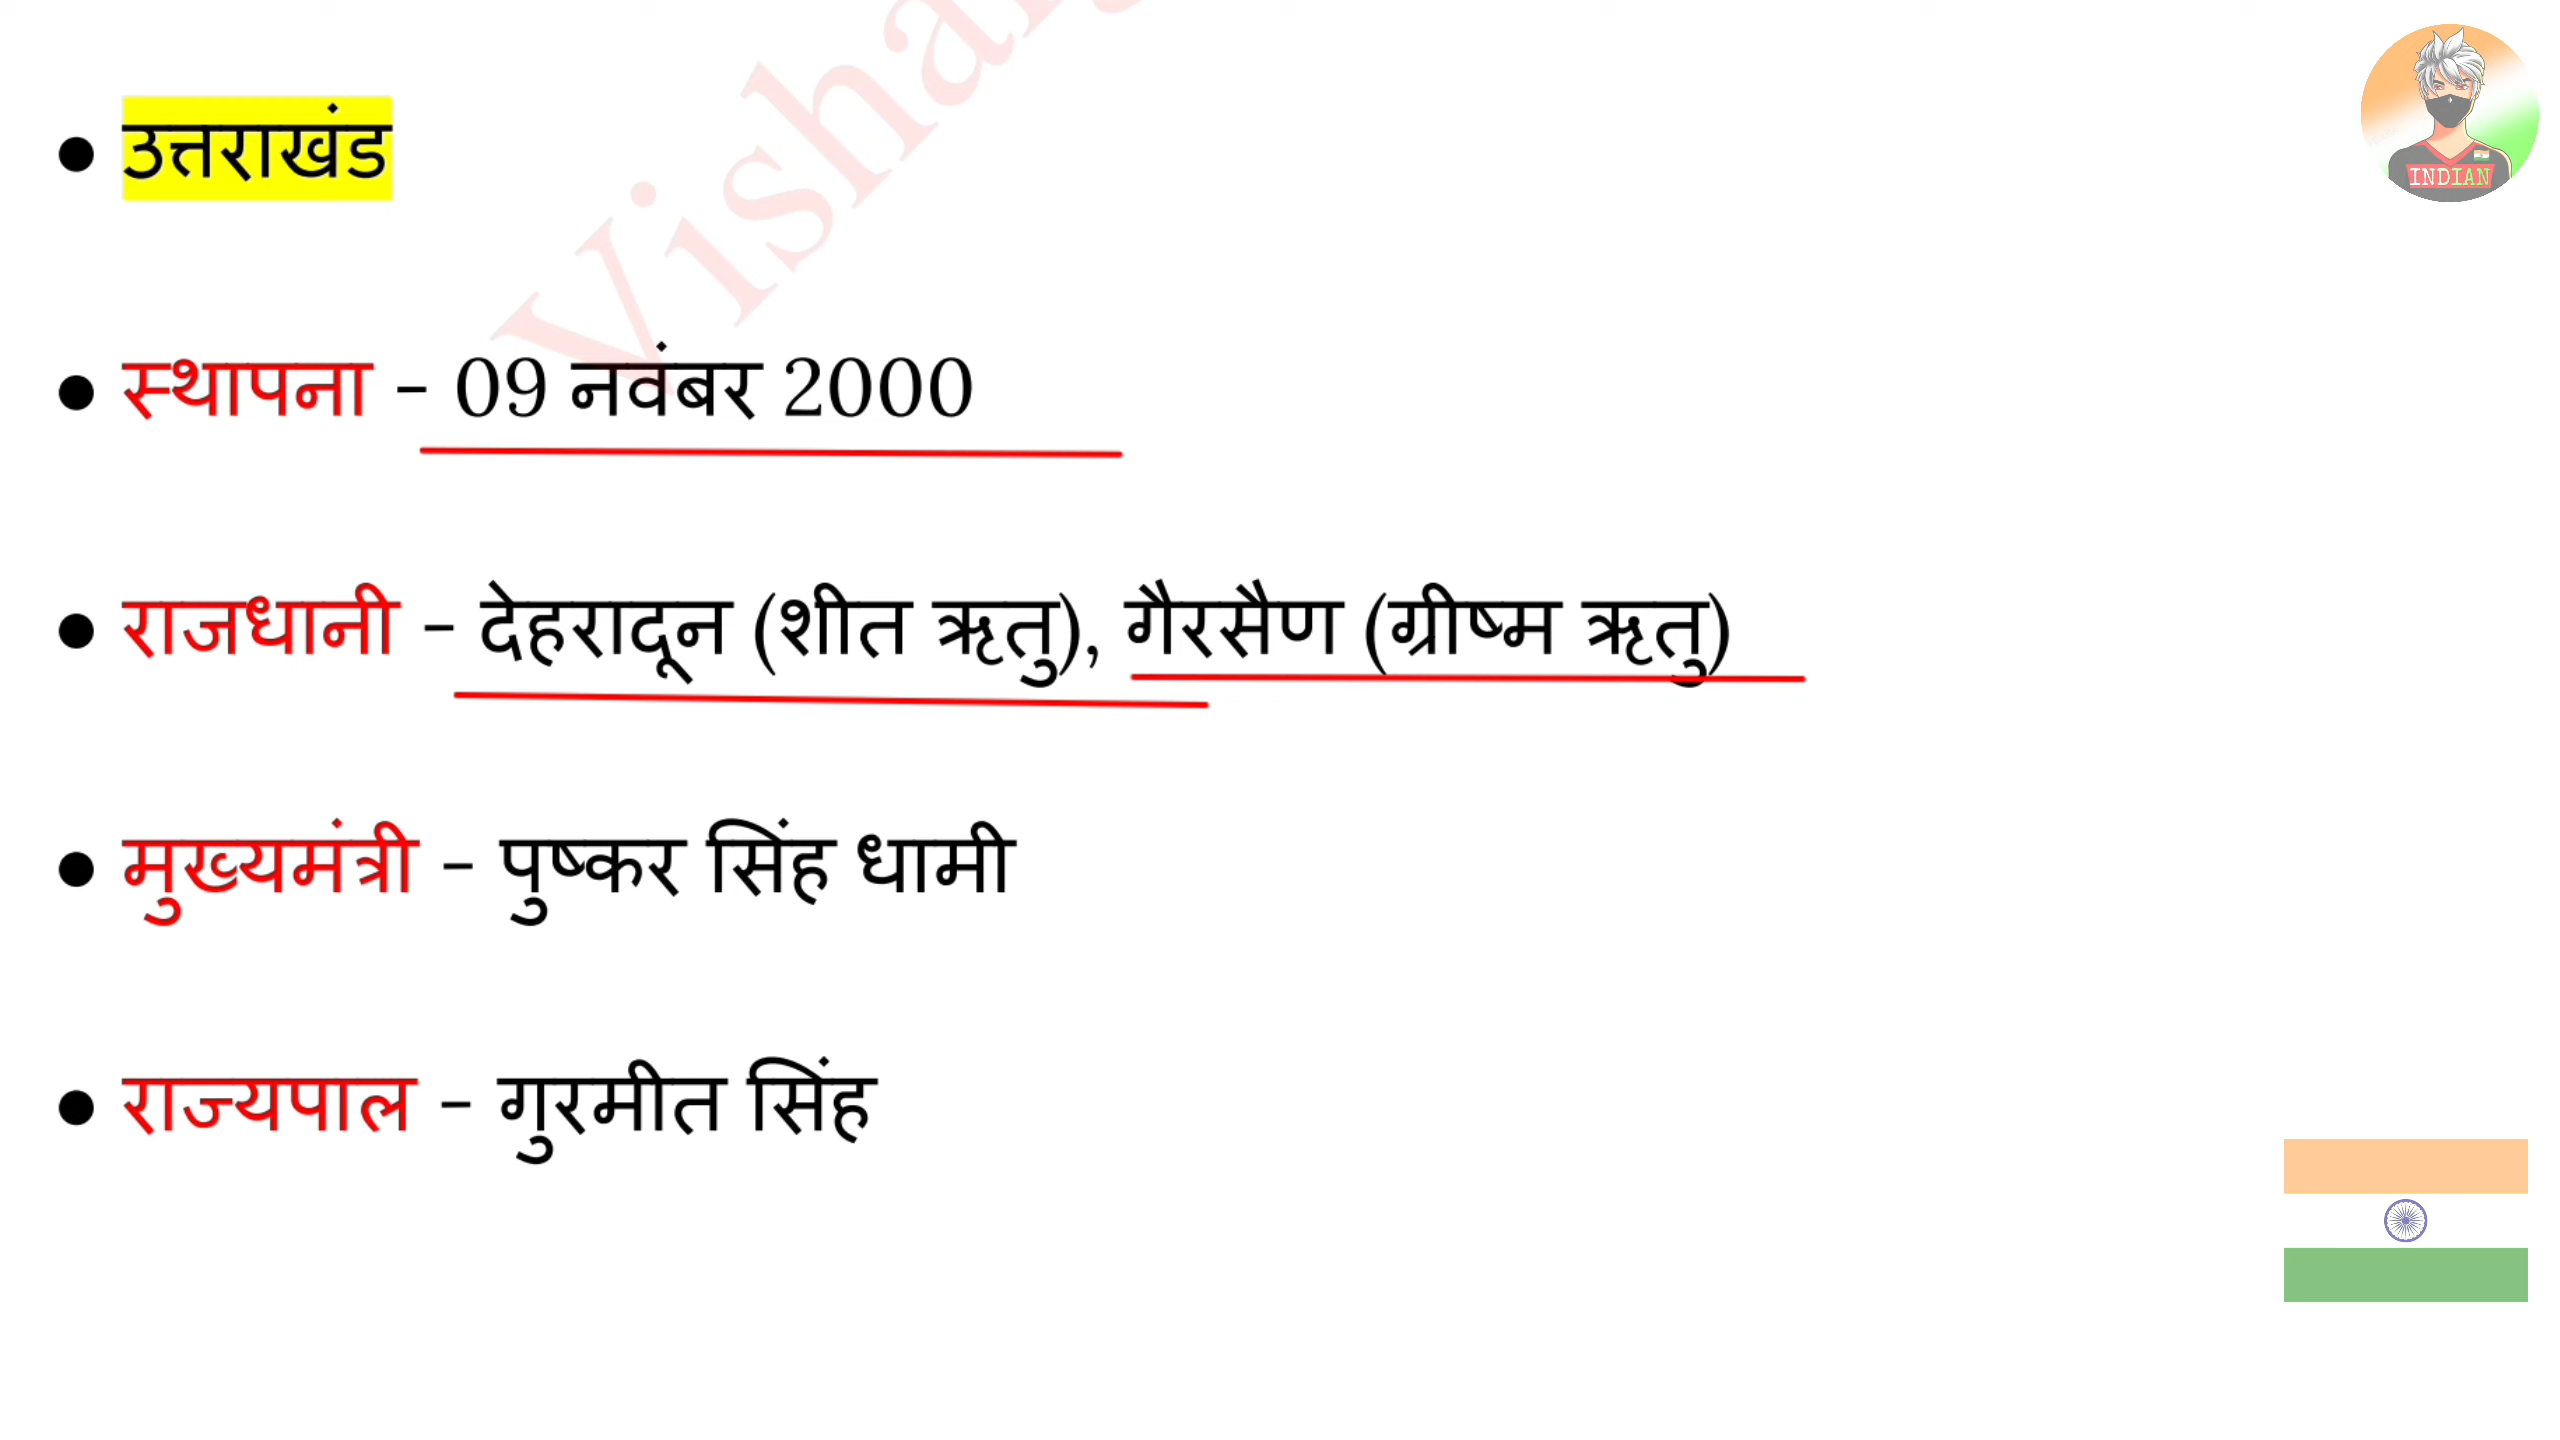 • उत्तराखंड
• स्थापना - 09 नवंबर 2000
• राजधानी - देहरादून (शीत ऋतु), गैरसैण (ग्रीष्म ऋतु)
• मुख्यमंत्री - पुष्कर सिंह धामी
• राज्यपाल - गुरमीत सिंह
INDIAN